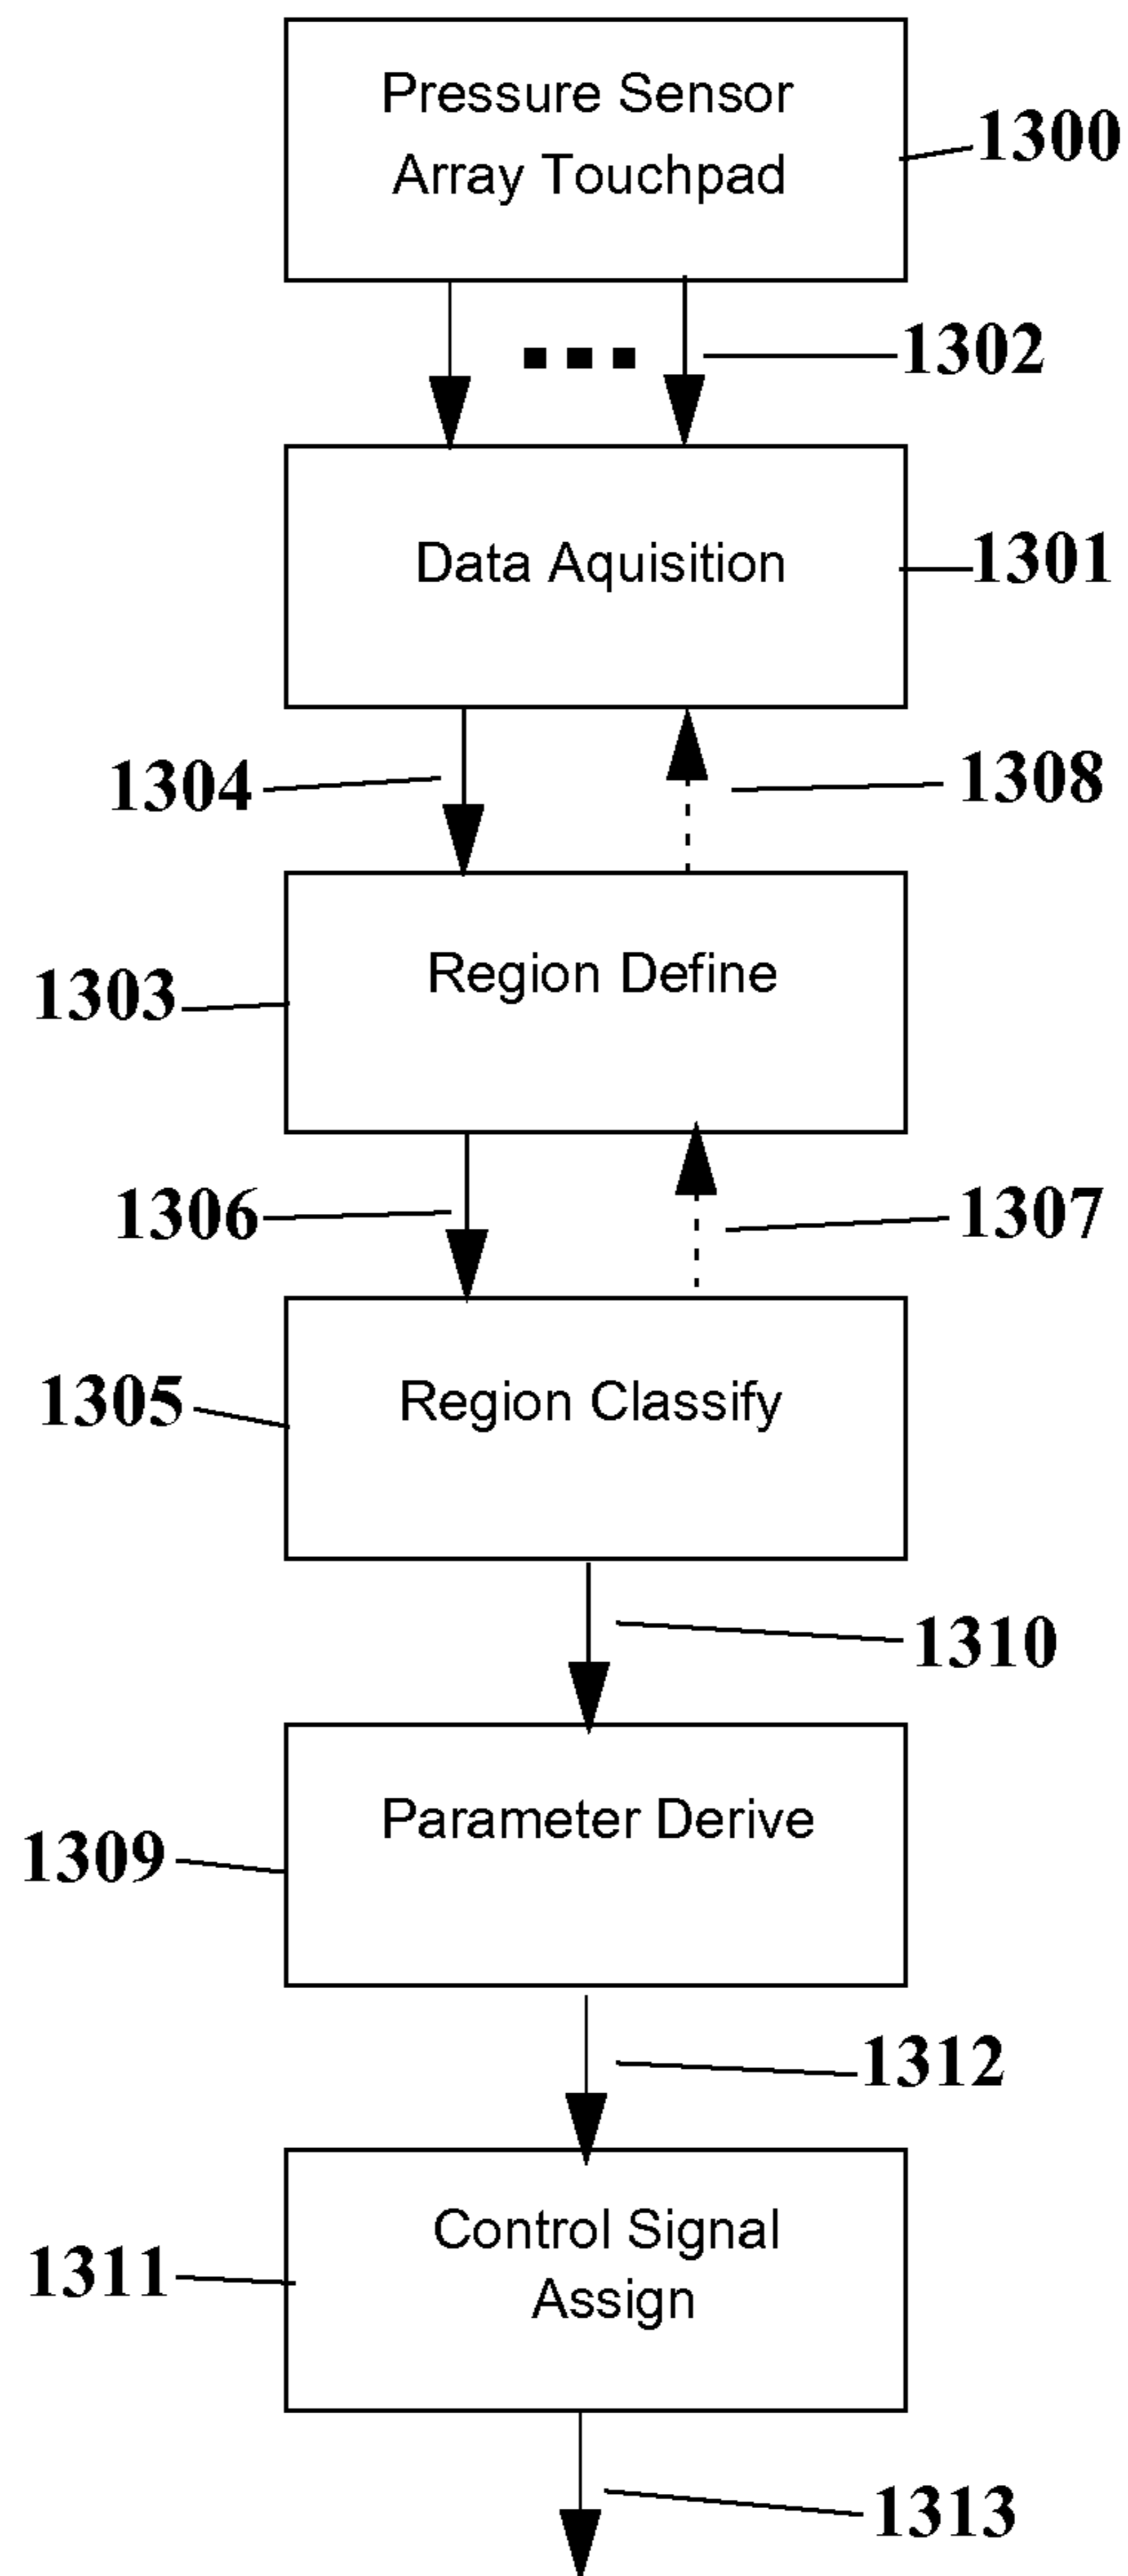 Pressure Sensor
Array Touchpad
1300
1302
Data Aquisition
1301
1304
1308
Region Define
1303
1306
1307
Region Classify
1305
1310
Parameter Derive
1309
1312
Control Signal
Assign
1311
1313